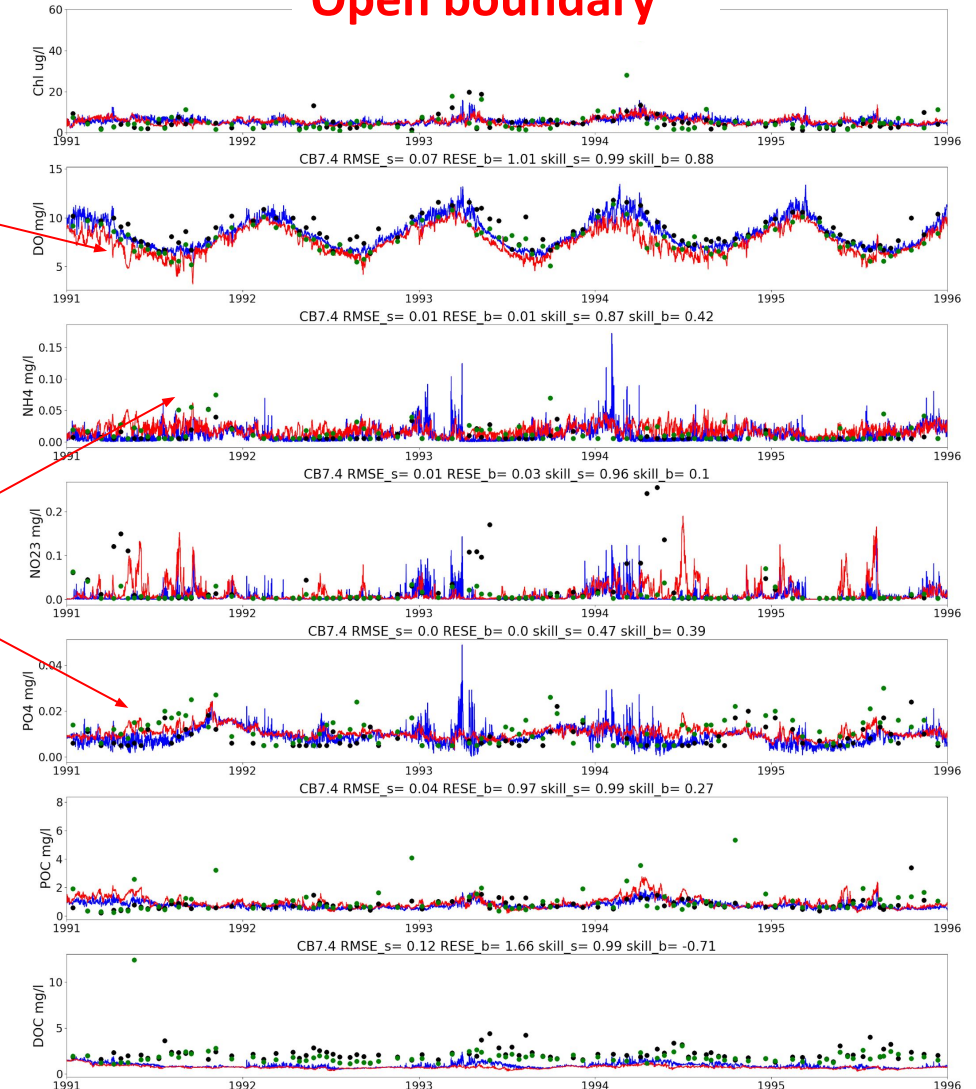 Open boundary
Chl ug/l
60
40
20
0
1991 1992 1993 1994 1995 1996
CB7.4 RMSE_s= 0.07 RESE_b= 1.01 skill_s= 0.99 skill_b= 0.88
DO mg/l
15
10
5
1991 1992 1993 1994 1995 1996
CB7.4 RMSE_s= 0.01 RESE_b= 0.01 skill_s= 0.87 skill_b= 0.42
NH4 mg/l
0.15
0.10
0.05
0.00
1991 1992 1993 1994 1995 1996
CB7.4 RMSE_s= 0.01 RESE_b= 0.03 skill_s= 0.96 skill_b= 0.1
NO23 mg/l
0.2
0.1
0.0
1991 1992 1993 1994 1995 1996
CB7.4 RMSE_s= 0.0 RESE_b= 0.0 skill_s= 0.47 skill_b= 0.39
PO4 mg/l
0.04
0.02
0.00
1991 1992 1993 1994 1995 1996
CB7.4 RMSE_s= 0.04 RESE_b= 0.97 skill_s= 0.99 skill_b= 0.27
POC mg/l
8
6
4
2
0
1991 1992 1993 1994 1995 1996
CB7.4 RMSE_s= 0.12 RESE_b= 1.66 skill_s= 0.99 skill_b= -0.71
DOC mg/l
10
5
0
1991 1992 1993 1994 1995 1996